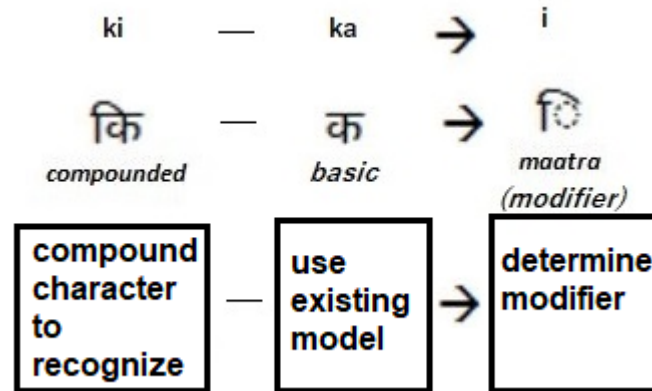 ki — ka → i
कि — क → ि
compounded basic maatra
(modifier)
compound character to recognize — use existing model → determine modifier